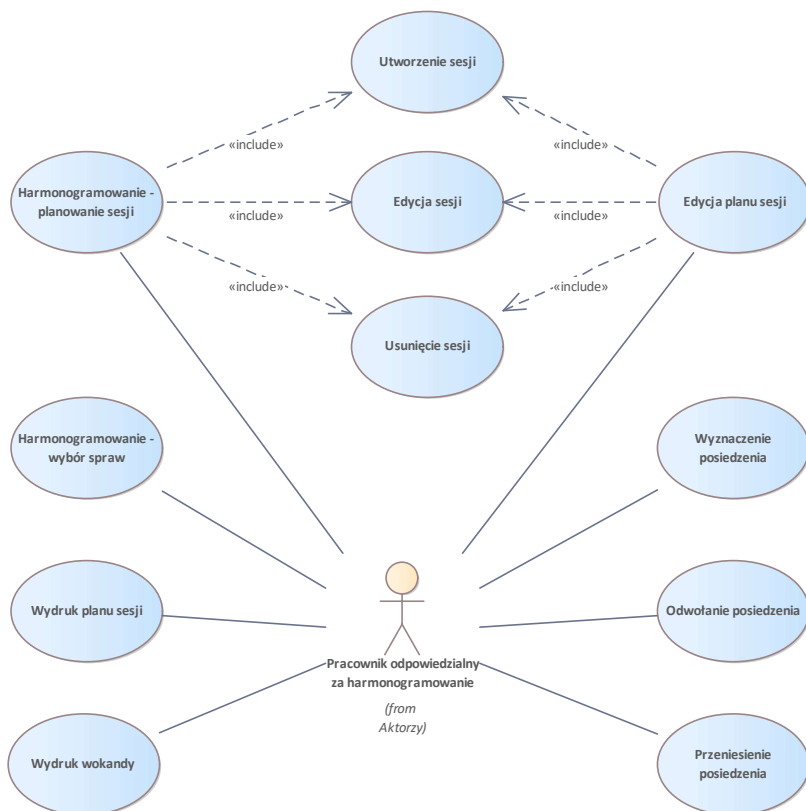 Utworzenie sesji
«include»
«include»
Harmonogramowanie -
planowanie sesji
Edycja sesji
Edycja planu sesji
«include»
«include»
«include»
«include»
Usunięcie sesji
Harmonogramowanie -
wybór spraw
Wyznaczenie
posiedzenia
Wydruk planu sesji
Odwołanie posiedzenia
Pracownik odpowiedzialny
za harmonogramowanie
(from
Aktorzy)
Wydruk wokandy
Przeniesienie
posiedzenia